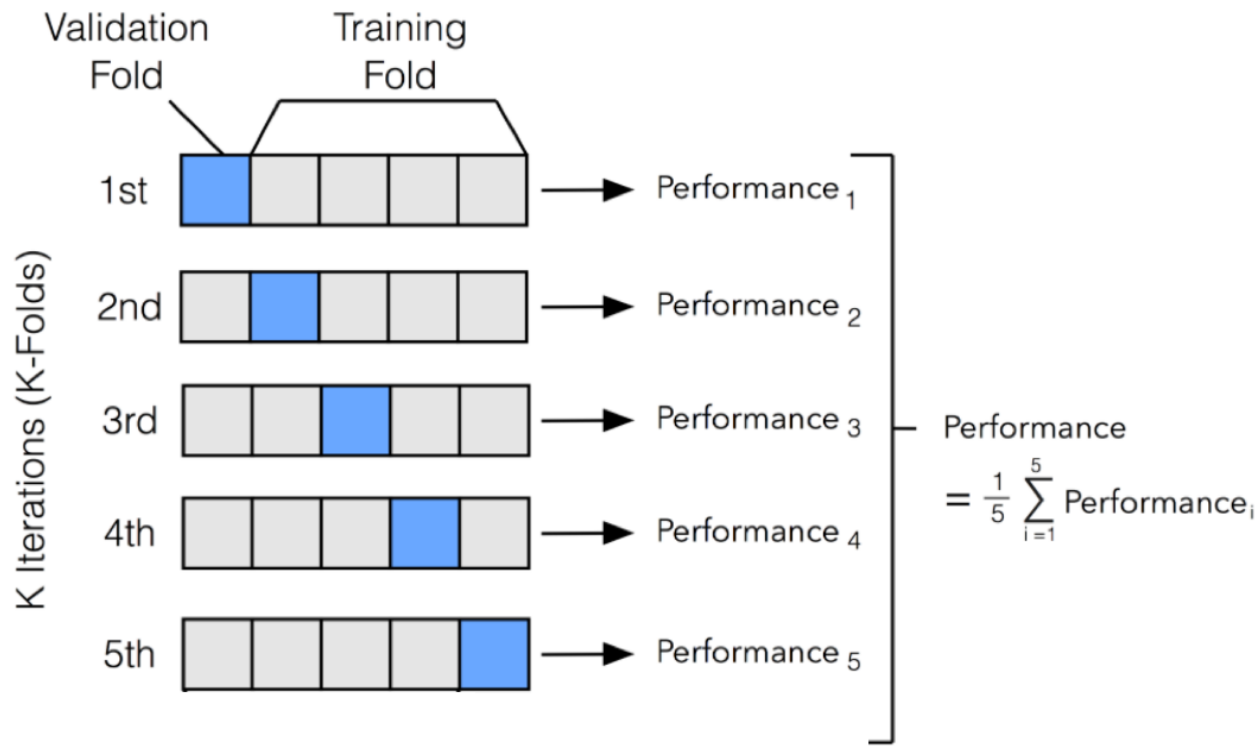 Validation
Fold
Training
Fold
K Iterations (K-Folds)
1st
Performance 1
2nd
Performance 2
3rd
Performance 3
4th
Performance 4
5th
Performance 5
Performance
= 1/5 5∑i=1 Performancei